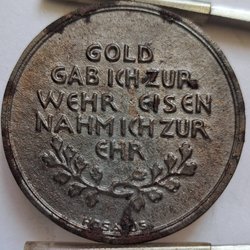 GOLD
GAB ICH ZUR
WEHR EISEN
NAHM ICH ZUR
EHR